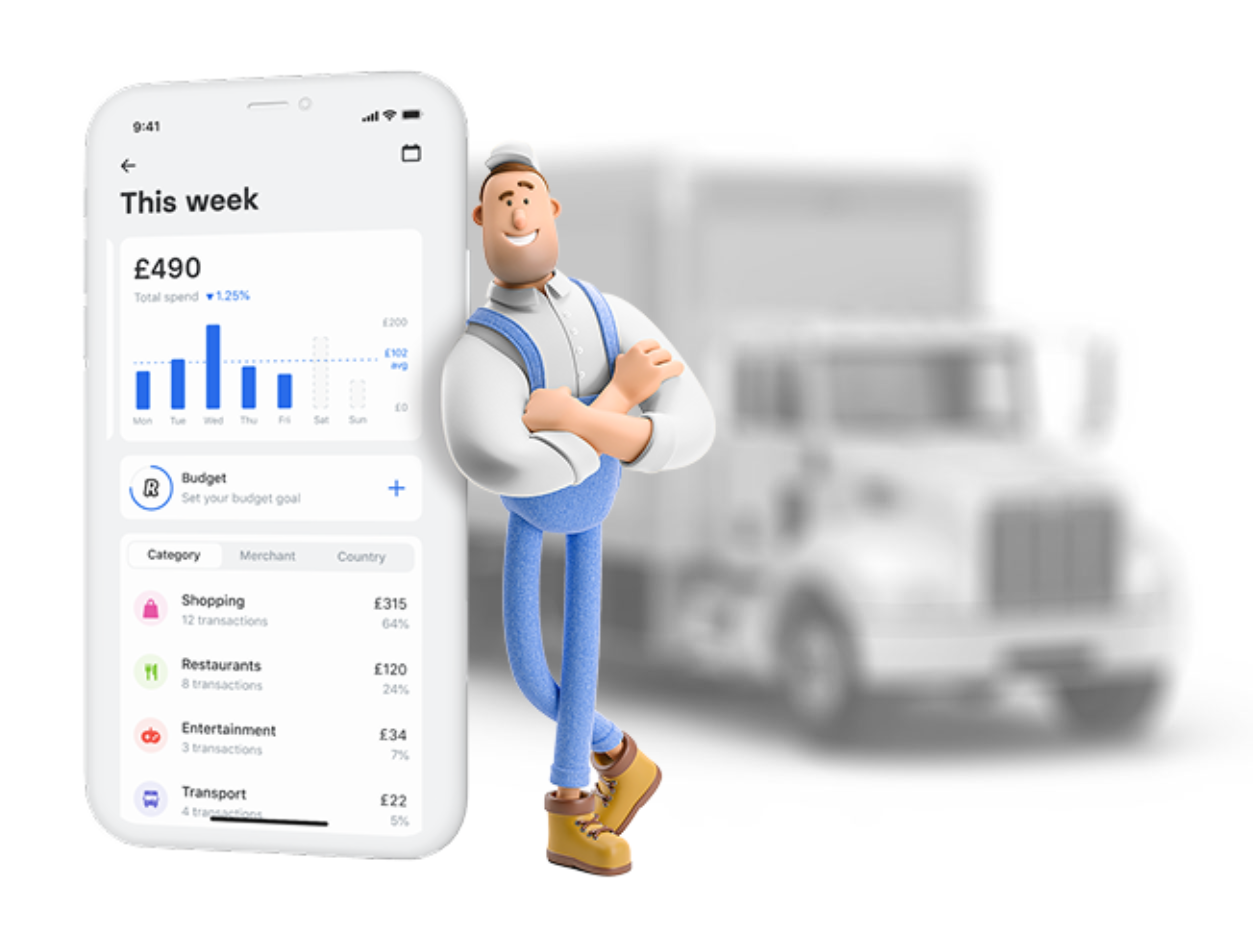 9:41
This week
£490
Total spend ▼1.25%
£200
£102
avg
£0
Mon Tue Wed Thu Fri Sat Sun
R
Budget
Set your budget goal
+
Category Merchant Country
Shopping £315
12 transactions 64%
Restaurants £120
8 transactions 24%
Entertainment £34
3 transactions 7%
Transport £22
4 transactions 5%